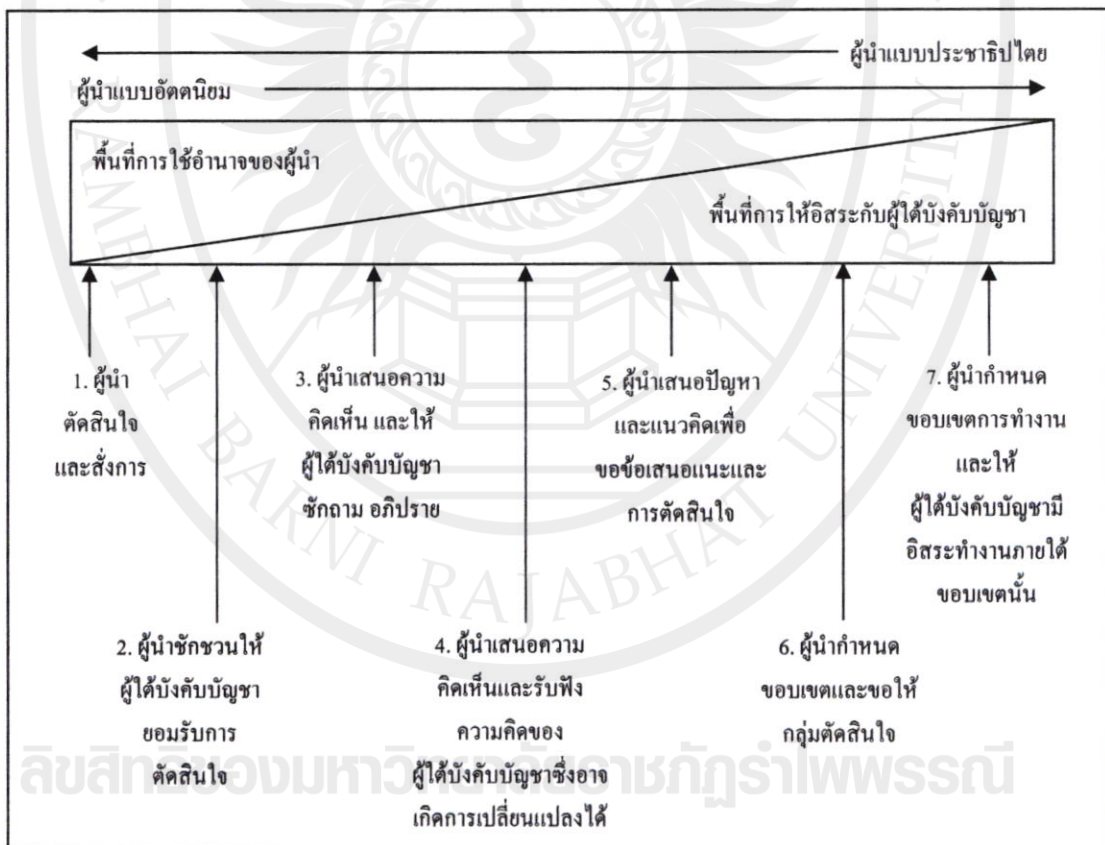 ผู้นำแบบประชาธิปไตย
ผู้นำแบบอัตตนิยม
พื้นที่การใช้อำนาจของผู้นำ
พื้นที่การให้อิสระกับผู้ใต้บังคับบัญชา
1. ผู้นำ
ตัดสินใจ
และสั่งการ
2. ผู้นำชักชวนให้
ผู้ใต้บังคับบัญชา
ยอมรับการ
ตัดสินใจ
3. ผู้นำเสนอความ
คิดเห็น และให้
ผู้ใต้บังคับบัญชา
ซักถาม อภิปราย
4. ผู้นำเสนอความ
คิดเห็นและรับฟัง
ความคิดของ
ผู้ใต้บังคับบัญชาซึ่งอาจ
เกิดการเปลี่ยนแปลงได้
5. ผู้นำเสนอปัญหา
และแนวคิดเพื่อ
ขอข้อเสนอแนะและ
การตัดสินใจ
6. ผู้นำกำหนด
ขอบเขตและขอให้
กลุ่มตัดสินใจ
7. ผู้นำกำหนด
ขอบเขตการทำงาน
และให้
ผู้ใต้บังคับบัญชามี
อิสระทำงานภายใต้
ขอบเขตนั้น
RAMBHAI BARNI RAJABHAT UNIVERSITY
ลิขสิทธิ์ของมหาวิทยาลัยราชภัฏรำไพพรรณี